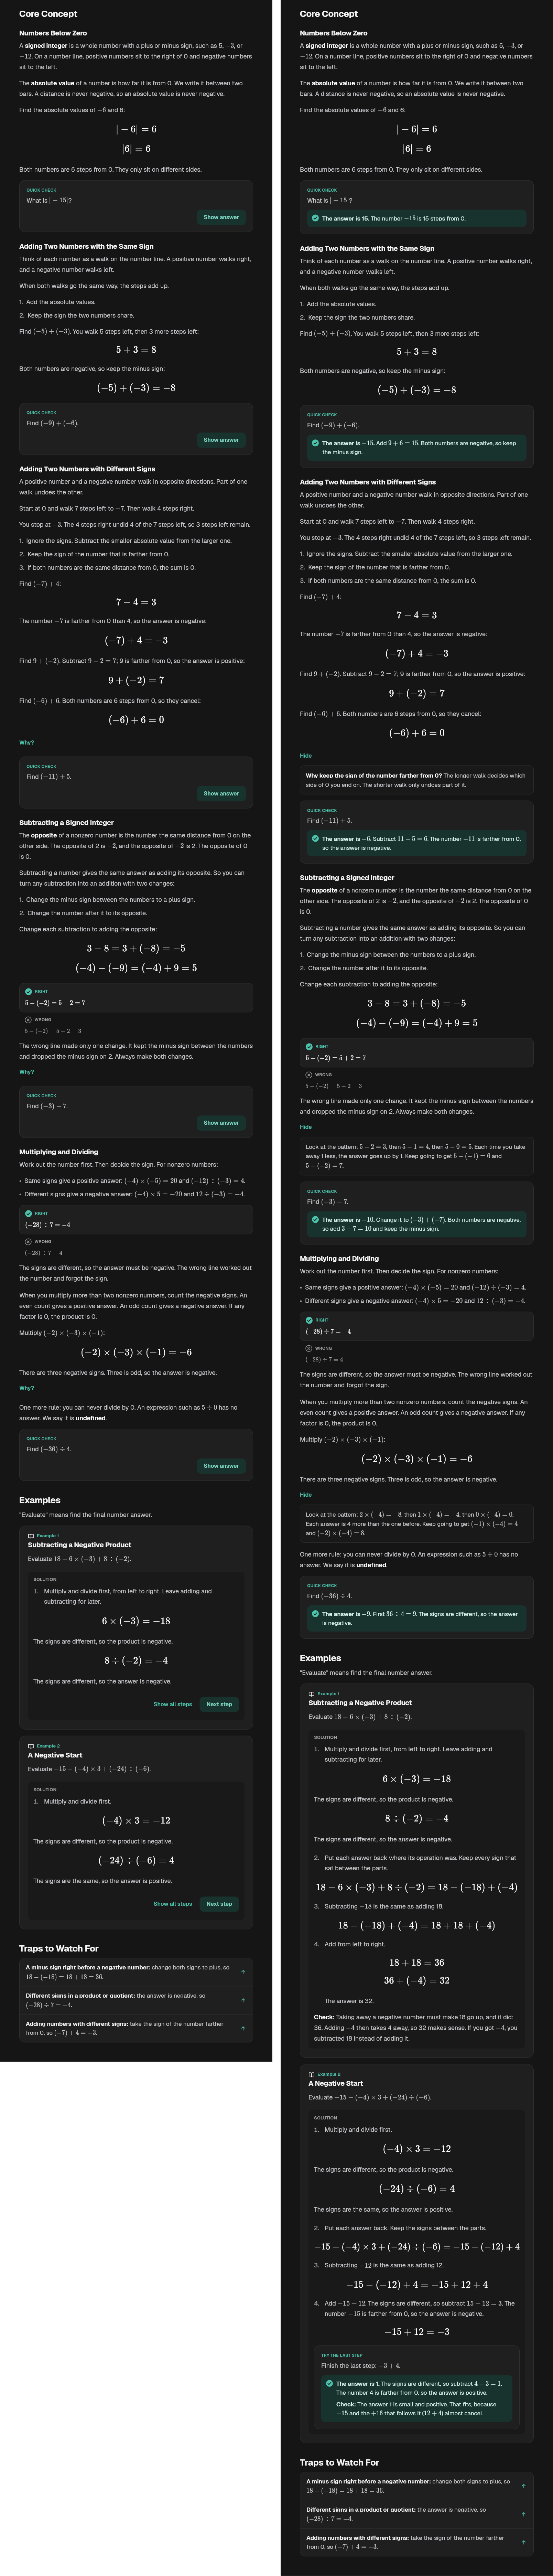 Core Concept
Numbers Below Zero
A signed integer is a whole number with a plus or minus sign, such as 5, −3, or
−12. On a number line, positive numbers sit to the right of 0 and negative numbers
sit to the left.
The absolute value of a number is how far it is from 0. We write it between two
bars. A distance is never negative, so an absolute value is never negative.
Find the absolute values of −6 and 6:
| − 6| = 6
|6| = 6
Both numbers are 6 steps from 0. They only sit on different sides.
QUICK CHECK
What is | − 15|?
Show answer
Adding Two Numbers with the Same Sign
Think of each number as a walk on the number line. A positive number walks right,
and a negative number walks left.
When both walks go the same way, the steps add up.
1. Add the absolute values.
2. Keep the sign the two numbers share.
Find (−5) + (−3). You walk 5 steps left, then 3 more steps left:
5 + 3 = 8
Both numbers are negative, so keep the minus sign:
(−5) + (−3) = −8
QUICK CHECK
Find (−9) + (−6).
Show answer
Adding Two Numbers with Different Signs
A positive number and a negative number walk in opposite directions. Part of one
walk undoes the other.
Start at 0 and walk 7 steps left to −7. Then walk 4 steps right.
You stop at −3. The 4 steps right undid 4 of the 7 steps left, so 3 steps left remain.
1. Ignore the signs. Subtract the smaller absolute value from the larger one.
2. Keep the sign of the number that is farther from 0.
3. If both numbers are the same distance from 0, the sum is 0.
Find (−7) + 4:
7 − 4 = 3
The number −7 is farther from 0 than 4, so the answer is negative:
(−7) + 4 = −3
Find 9 + (−2). Subtract 9 − 2 = 7; 9 is farther from 0, so the answer is positive:
9 + (−2) = 7
Find (−6) + 6. Both numbers are 6 steps from 0, so they cancel:
(−6) + 6 = 0
Why?
QUICK CHECK
Find (−11) + 5.
Show answer
Subtracting a Signed Integer
The opposite of a nonzero number is the number the same distance from 0 on the
other side. The opposite of 2 is −2, and the opposite of −2 is 2. The opposite of 0
is 0.
Subtracting a number gives the same answer as adding its opposite. So you can
turn any subtraction into an addition with two changes:
1. Change the minus sign between the numbers to a plus sign.
2. Change the number after it to its opposite.
Change each subtraction to adding the opposite:
3 − 8 = 3 + (−8) = −5
(−4) − (−9) = (−4) + 9 = 5
RIGHT
5 − (−2) = 5 + 2 = 7
WRONG
5 − (−2) = 5 − 2 = 3
The wrong line made only one change. It kept the minus sign between the numbers
and dropped the minus sign on 2. Always make both changes.
Why?
QUICK CHECK
Find (−3) − 7.
Show answer
Multiplying and Dividing
Work out the number first. Then decide the sign. For nonzero numbers:
• Same signs give a positive answer: (−4) × (−5) = 20 and (−12) ÷ (−3) = 4.
• Different signs give a negative answer: (−4) × 5 = −20 and 12 ÷ (−3) = −4.
RIGHT
(−28) ÷ 7 = −4
WRONG
(−28) ÷ 7 = 4
The signs are different, so the answer must be negative. The wrong line worked out
the number and forgot the sign.
When you multiply more than two nonzero numbers, count the negative signs. An
even count gives a positive answer. An odd count gives a negative answer. If any
factor is 0, the product is 0.
Multiply (−2) × (−3) × (−1):
(−2) × (−3) × (−1) = −6
There are three negative signs. Three is odd, so the answer is negative.
Why?
One more rule: you can never divide by 0. An expression such as 5 ÷ 0 has no
answer. We say it is undefined.
QUICK CHECK
Find (−36) ÷ 4.
Show answer
Examples
"Evaluate" means find the final number answer.
Example 1
Subtracting a Negative Product
Evaluate 18 − 6 × (−3) + 8 ÷ (−2).
SOLUTION
1. Multiply and divide first, from left to right. Leave adding and
subtracting for later.
6 × (−3) = −18
The signs are different, so the product is negative.
8 ÷ (−2) = −4
The signs are different, so the answer is negative.
Show all steps Next step
Example 2
A Negative Start
Evaluate −15 − (−4) × 3 + (−24) ÷ (−6).
SOLUTION
1. Multiply and divide first.
(−4) × 3 = −12
The signs are different, so the product is negative.
(−24) ÷ (−6) = 4
The signs are the same, so the answer is positive.
Show all steps Next step
Traps to Watch For
A minus sign right before a negative number: change both signs to plus, so
18 − (−18) = 18 + 18 = 36.
Different signs in a product or quotient: the answer is negative, so
(−28) ÷ 7 = −4.
Adding numbers with different signs: take the sign of the number farther
from 0, so (−7) + 4 = −3.
Core Concept
Numbers Below Zero
A signed integer is a whole number with a plus or minus sign, such as 5, −3, or
−12. On a number line, positive numbers sit to the right of 0 and negative numbers
sit to the left.
The absolute value of a number is how far it is from 0. We write it between two
bars. A distance is never negative, so an absolute value is never negative.
Find the absolute values of −6 and 6:
| − 6| = 6
|6| = 6
Both numbers are 6 steps from 0. They only sit on different sides.
QUICK CHECK
What is | − 15|?
The answer is 15. The number −15 is 15 steps from 0.
Adding Two Numbers with the Same Sign
Think of each number as a walk on the number line. A positive number walks right,
and a negative number walks left.
When both walks go the same way, the steps add up.
1. Add the absolute values.
2. Keep the sign the two numbers share.
Find (−5) + (−3). You walk 5 steps left, then 3 more steps left:
5 + 3 = 8
Both numbers are negative, so keep the minus sign:
(−5) + (−3) = −8
QUICK CHECK
Find (−9) + (−6).
The answer is −15. Add 9 + 6 = 15. Both numbers are negative, so keep
the minus sign.
Adding Two Numbers with Different Signs
A positive number and a negative number walk in opposite directions. Part of one
walk undoes the other.
Start at 0 and walk 7 steps left to −7. Then walk 4 steps right.
You stop at −3. The 4 steps right undid 4 of the 7 steps left, so 3 steps left remain.
1. Ignore the signs. Subtract the smaller absolute value from the larger one.
2. Keep the sign of the number that is farther from 0.
3. If both numbers are the same distance from 0, the sum is 0.
Find (−7) + 4:
7 − 4 = 3
The number −7 is farther from 0 than 4, so the answer is negative:
(−7) + 4 = −3
Find 9 + (−2). Subtract 9 − 2 = 7; 9 is farther from 0, so the answer is positive:
9 + (−2) = 7
Find (−6) + 6. Both numbers are 6 steps from 0, so they cancel:
(−6) + 6 = 0
Hide
Why keep the sign of the number farther from 0? The longer walk decides which
side of 0 you end on. The shorter walk only undoes part of it.
QUICK CHECK
Find (−11) + 5.
The answer is −6. Subtract 11 − 5 = 6. The number −11 is farther from 0,
so the answer is negative.
Subtracting a Signed Integer
The opposite of a nonzero number is the number the same distance from 0 on the
other side. The opposite of 2 is −2, and the opposite of −2 is 2. The opposite of 0
is 0.
Subtracting a number gives the same answer as adding its opposite. So you can
turn any subtraction into an addition with two changes:
1. Change the minus sign between the numbers to a plus sign.
2. Change the number after it to its opposite.
Change each subtraction to adding the opposite:
3 − 8 = 3 + (−8) = −5
(−4) − (−9) = (−4) + 9 = 5
RIGHT
5 − (−2) = 5 + 2 = 7
WRONG
5 − (−2) = 5 − 2 = 3
The wrong line made only one change. It kept the minus sign between the numbers
and dropped the minus sign on 2. Always make both changes.
Hide
Look at the pattern: 5 − 2 = 3, then 5 − 1 = 4, then 5 − 0 = 5. Each time you take
away 1 less, the answer goes up by 1. Keep going to get 5 − (−1) = 6 and
5 − (−2) = 7.
QUICK CHECK
Find (−3) − 7.
The answer is −10. Change it to (−3) + (−7). Both numbers are negative,
so add 3 + 7 = 10 and keep the minus sign.
Multiplying and Dividing
Work out the number first. Then decide the sign. For nonzero numbers:
• Same signs give a positive answer: (−4) × (−5) = 20 and (−12) ÷ (−3) = 4.
• Different signs give a negative answer: (−4) × 5 = −20 and 12 ÷ (−3) = −4.
RIGHT
(−28) ÷ 7 = −4
WRONG
(−28) ÷ 7 = 4
The signs are different, so the answer must be negative. The wrong line worked out
the number and forgot the sign.
When you multiply more than two nonzero numbers, count the negative signs. An
even count gives a positive answer. An odd count gives a negative answer. If any
factor is 0, the product is 0.
Multiply (−2) × (−3) × (−1):
(−2) × (−3) × (−1) = −6
There are three negative signs. Three is odd, so the answer is negative.
Hide
Look at the pattern: 2 × (−4) = −8, then 1 × (−4) = −4, then 0 × (−4) = 0.
Each answer is 4 more than the one before. Keep going to get (−1) × (−4) = 4
and (−2) × (−4) = 8.
One more rule: you can never divide by 0. An expression such as 5 ÷ 0 has no
answer. We say it is undefined.
QUICK CHECK
Find (−36) ÷ 4.
The answer is −9. First 36 ÷ 4 = 9. The signs are different, so the answer
is negative.
Examples
"Evaluate" means find the final number answer.
Example 1
Subtracting a Negative Product
Evaluate 18 − 6 × (−3) + 8 ÷ (−2).
SOLUTION
1. Multiply and divide first, from left to right. Leave adding and
subtracting for later.
6 × (−3) = −18
The signs are different, so the product is negative.
8 ÷ (−2) = −4
The signs are different, so the answer is negative.
2. Put each answer back where its operation was. Keep every sign that
sat between the parts.
18 − 6 × (−3) + 8 ÷ (−2) = 18 − (−18) + (−4)
3. Subtracting −18 is the same as adding 18.
18 − (−18) + (−4) = 18 + 18 + (−4)
4. Add from left to right.
18 + 18 = 36
36 + (−4) = 32
The answer is 32.
Check: Taking away a negative number must make 18 go up, and it did:
36. Adding −4 then takes 4 away, so 32 makes sense. If you got −4, you
subtracted 18 instead of adding it.
Example 2
A Negative Start
Evaluate −15 − (−4) × 3 + (−24) ÷ (−6).
SOLUTION
1. Multiply and divide first.
(−4) × 3 = −12
The signs are different, so the product is negative.
(−24) ÷ (−6) = 4
The signs are the same, so the answer is positive.
2. Put each answer back. Keep the signs between the parts.
−15 − (−4) × 3 + (−24) ÷ (−6) = −15 − (−12) + 4
3. Subtracting −12 is the same as adding 12.
−15 − (−12) + 4 = −15 + 12 + 4
4. Add −15 + 12. The signs are different, so subtract 15 − 12 = 3. The
number −15 is farther from 0, so the answer is negative.
−15 + 12 = −3
TRY THE LAST STEP
Finish the last step: −3 + 4.
The answer is 1. The signs are different, so subtract 4 − 3 = 1.
The number 4 is farther from 0, so the answer is positive.
Check: The answer 1 is small and positive. That fits, because
−15 and the +16 that follows it (12 + 4) almost cancel.
Traps to Watch For
A minus sign right before a negative number: change both signs to plus, so
18 − (−18) = 18 + 18 = 36.
Different signs in a product or quotient: the answer is negative, so
(−28) ÷ 7 = −4.
Adding numbers with different signs: take the sign of the number farther
from 0, so (−7) + 4 = −3.